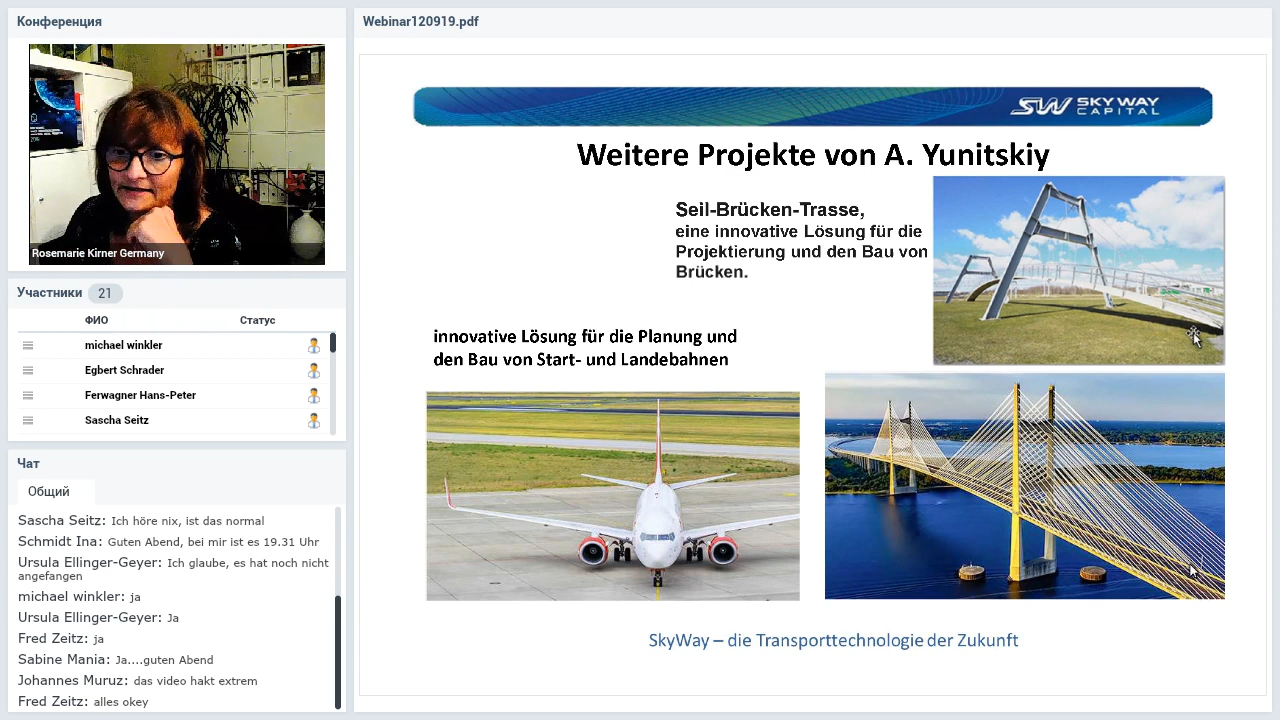 Конференция
Rosemarie Kirner Germany
Участники 21
ФИО Статус
michael winkler
Egbert Schrader
Ferwagner Hans-Peter
Sascha Seitz
Чат
Общий
Sascha Seitz: Ich höre nix, ist das normal
Schmidt Ina: Guten Abend, bei mir ist es 19.31 Uhr
Ursula Ellinger-Geyer: Ich glaube, es hat noch nicht
angefangen
michael winkler: ja
Ursula Ellinger-Geyer: Ja
Fred Zeitz: ja
Sabine Mania: Ja....guten Abend
Johannes Muruz: das video hakt extrem
Fred Zeitz: alles okey
Webinar120919.pdf
SW SKY WAY
CAPITAL
Weitere Projekte von A. Yunitskiy
Seil-Brücken-Trasse,
eine innovative Lösung für die
Projektierung und den Bau von
Brücken.
innovative Lösung für die Planung und
den Bau von Start- und Landebahnen
SkyWay – die Transporttechnologie der Zukunft